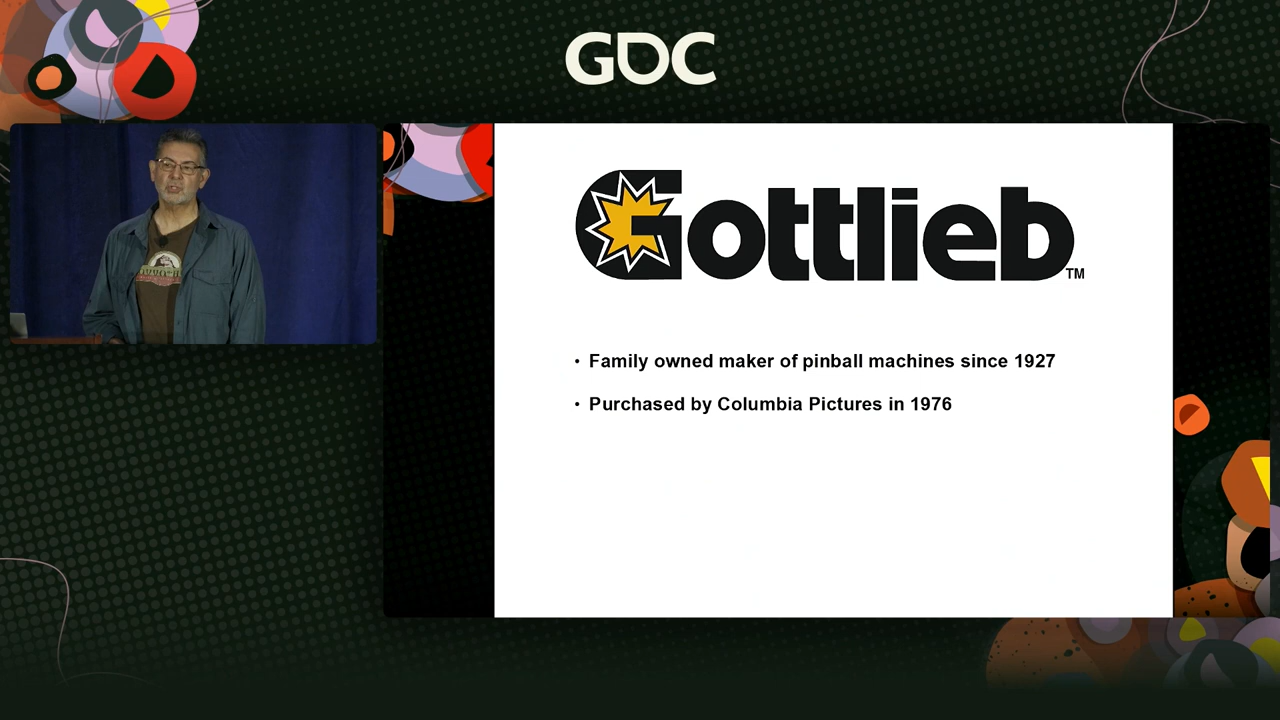 GDC
Gottlieb TM
• Family owned maker of pinball machines since 1927
• Purchased by Columbia Pictures in 1976